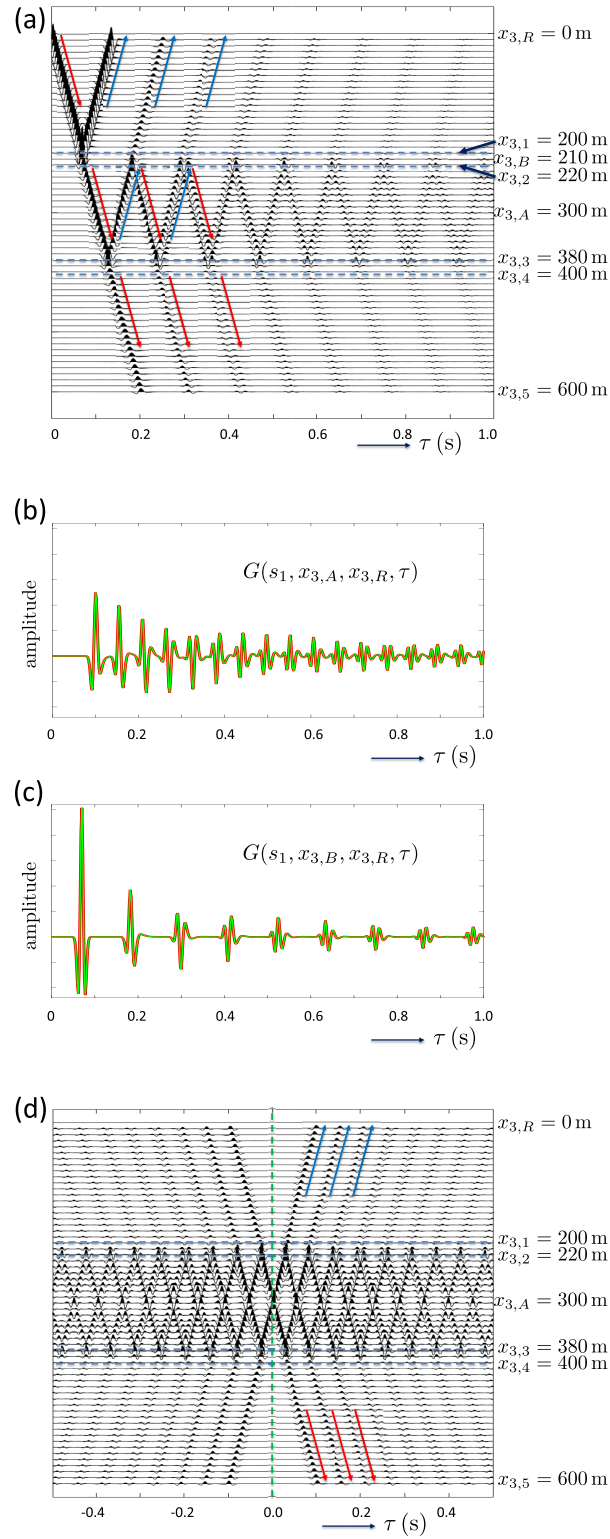 (a)
x3,R = 0 m
x3,1 = 200 m
x3,B = 210 m
x3,2 = 220 m
x3,A = 300 m
x3,3 = 380 m
x3,4 = 400 m
x3,5 = 600 m
0 0.2 0.4 0.6 0.8 1.0
τ (s)
(b)
G(s1, x3,A, x3,R, τ)
amplitude
0 0.2 0.4 0.6 0.8 1.0
τ (s)
(c)
G(s1, x3,B, x3,R, τ)
amplitude
0 0.2 0.4 0.6 0.8 1.0
τ (s)
(d)
x3,R = 0 m
x3,1 = 200 m
x3,2 = 220 m
x3,A = 300 m
x3,3 = 380 m
x3,4 = 400 m
x3,5 = 600 m
-0.4 -0.2 0.0 0.2 0.4
τ (s)